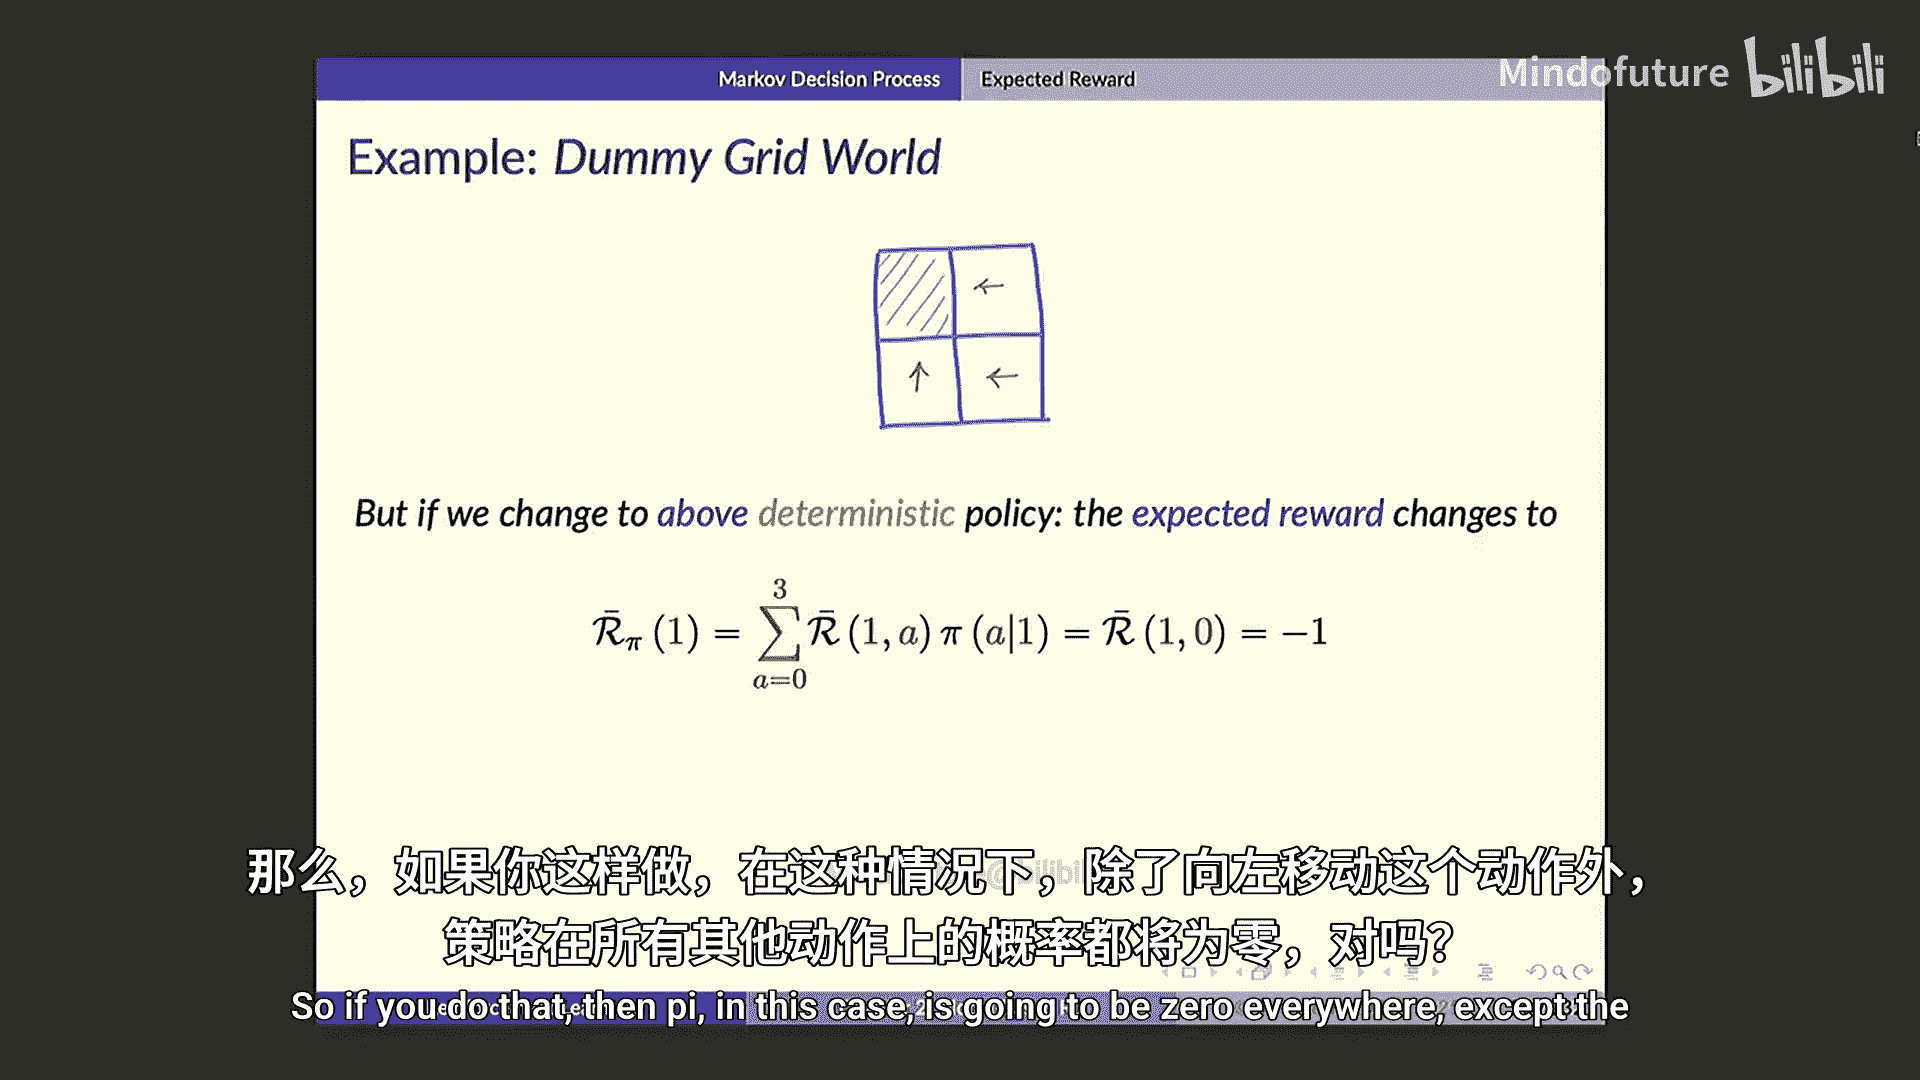 Markov Decision Process Expected Reward
Mindofuture bilibili
Example: Dummy Grid World
←
↑ ←
But if we change to above deterministic policy: the expected reward changes to
R̄π (1) = ∑_{a=0}^{3} R̄ (1, a) π (a|1) = R̄ (1, 0) = −1
那么，如果你这样做，在这种情况下，除了向左移动这个动作外，
策略在所有其他动作上的概率都将为零，对吗？
So if you do that, then pi, in this case, is going to be zero everywhere, except the